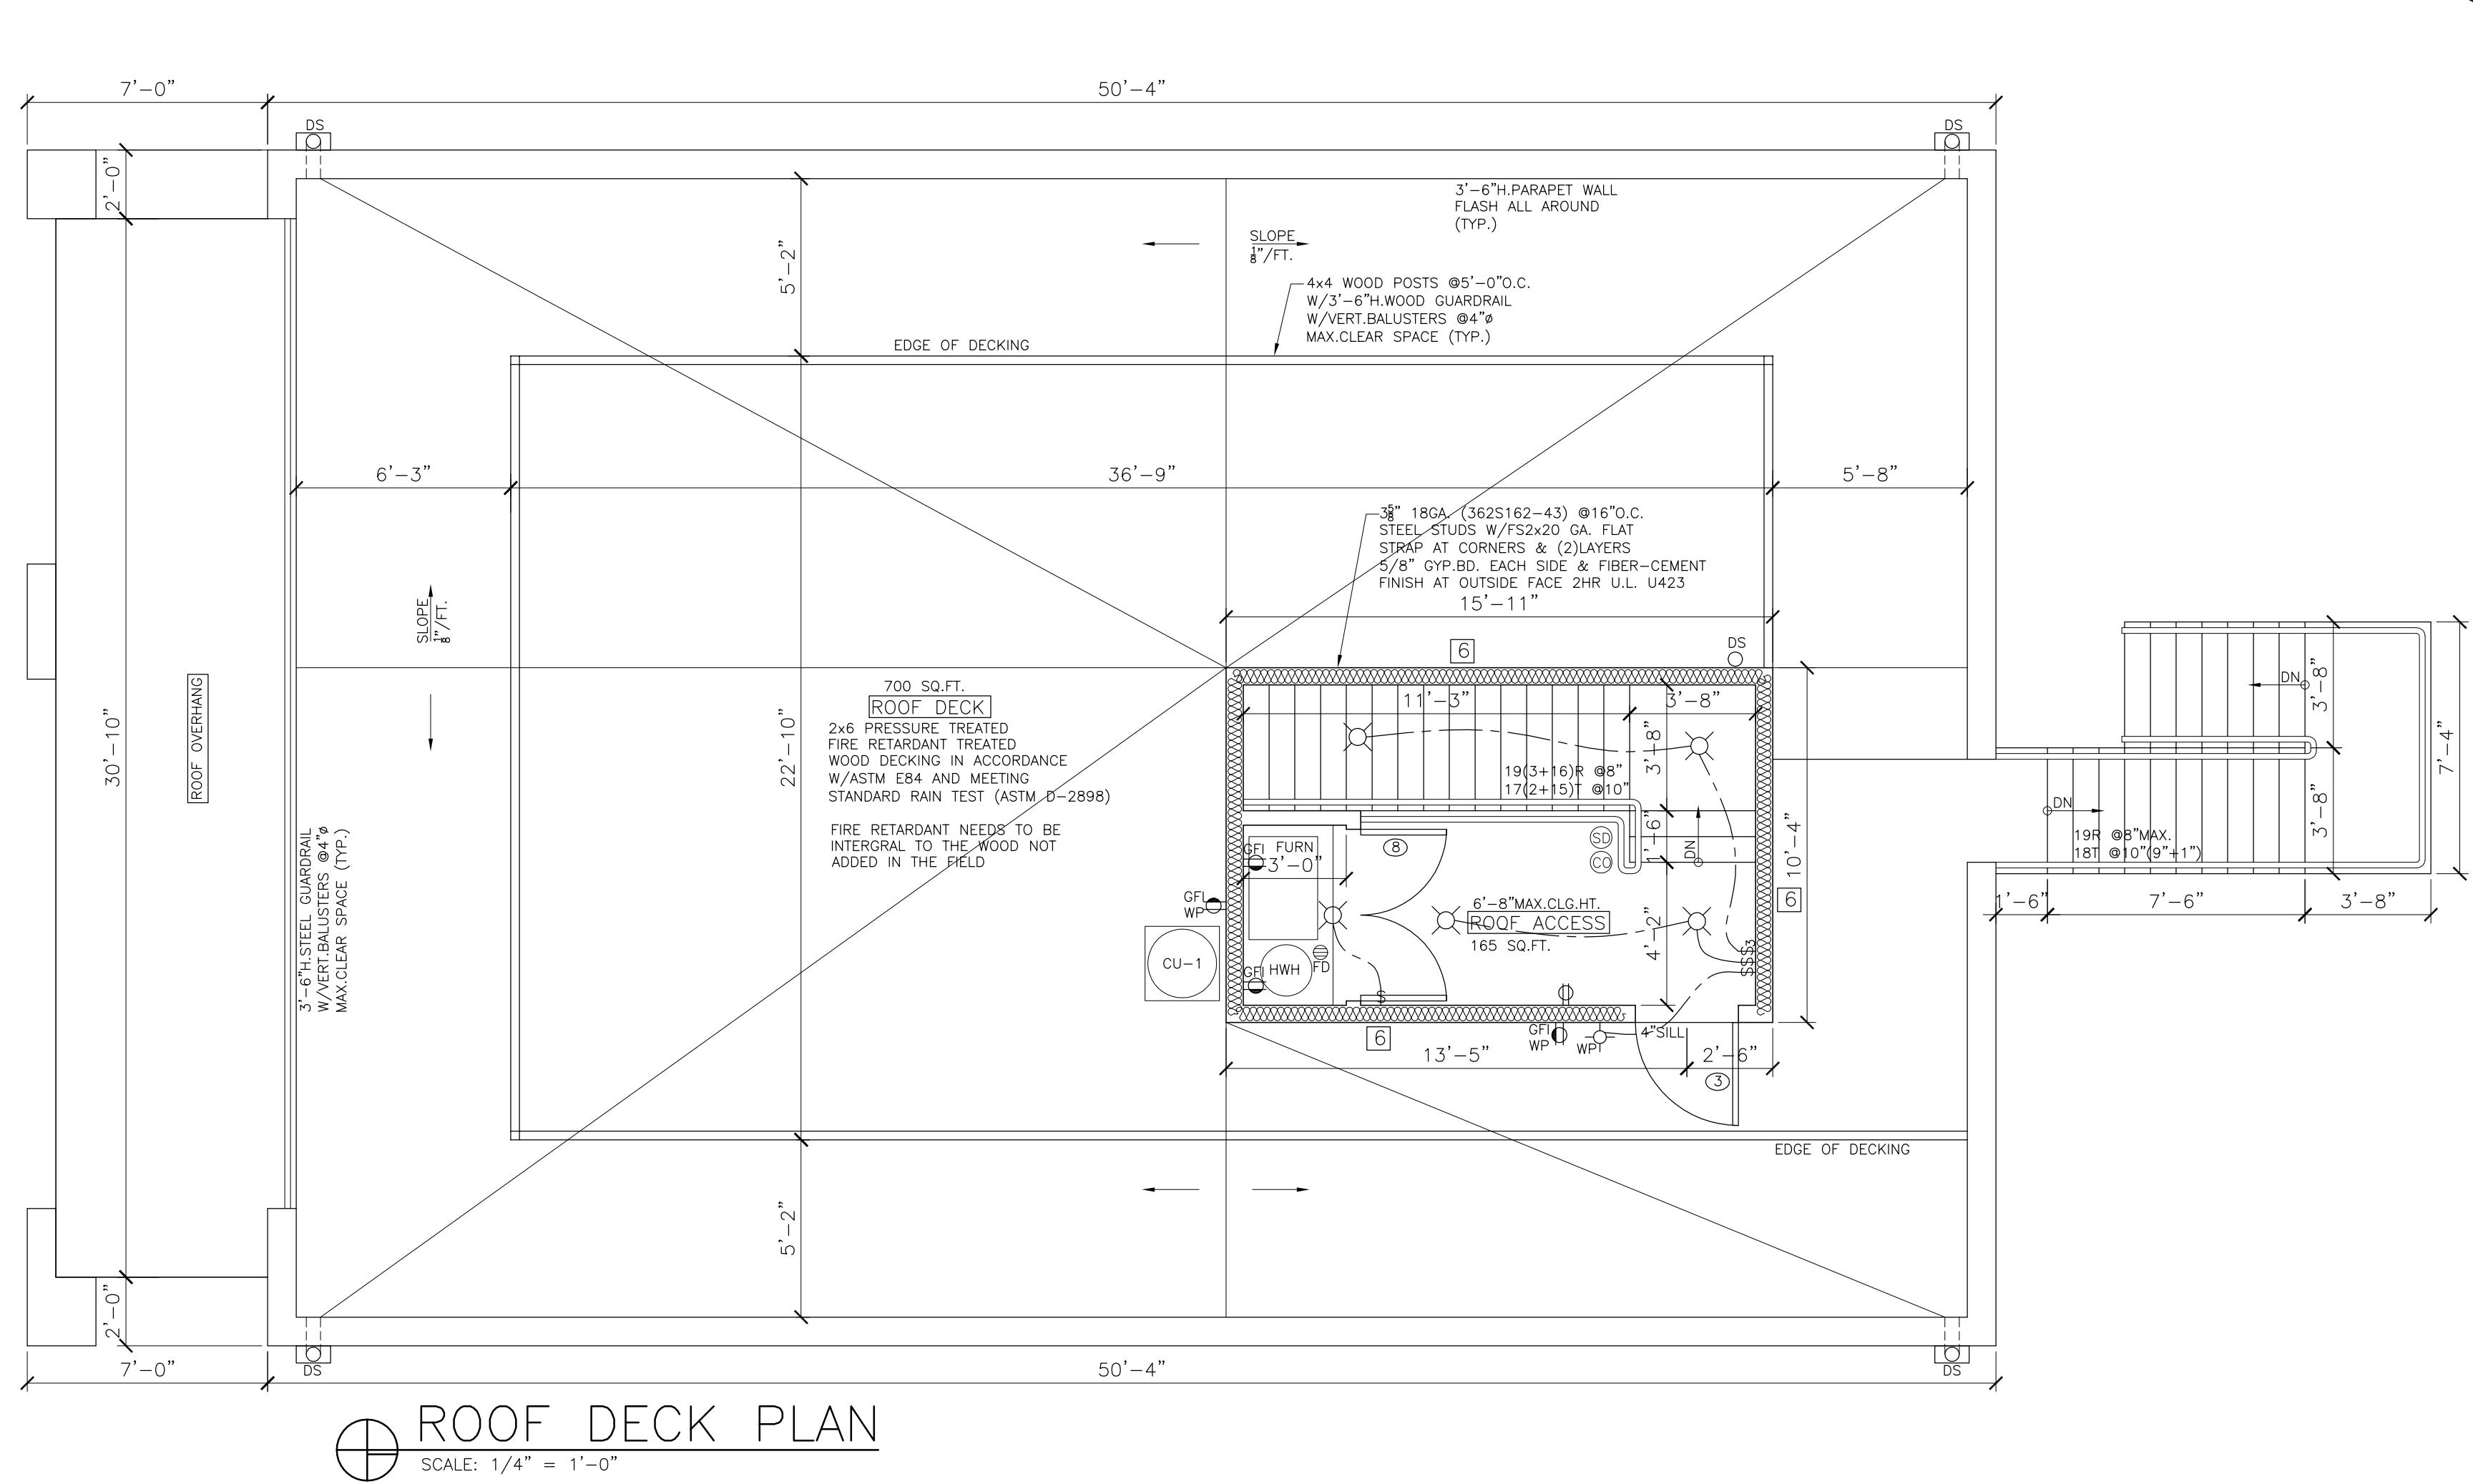 7'-0"
50'-4"
DS
DS
2'-0"
3'-6"H.PARAPET WALL
FLASH ALL AROUND
(TYP.)
5'-2"
SLOPE
1/8"/FT.
4x4 WOOD POSTS @5'-0"O.C.
W/3'-6"H.WOOD GUARDRAIL
W/VERT.BALUSTERS @4"ø
MAX.CLEAR SPACE (TYP.)
EDGE OF DECKING
6'-3"
36'-9"
5'-8"
3 5/8" 18GA. (362S162-43) @16"O.C.
STEEL STUDS W/FS2x20 GA. FLAT
STRAP AT CORNERS & (2)LAYERS
5/8" GYP.BD. EACH SIDE & FIBER-CEMENT
FINISH AT OUTSIDE FACE 2HR U.L. U423
15'-11"
SLOPE
1/8"/FT.
6
DS
30'-10"
ROOF OVERHANG
700 SQ.FT.
ROOF DECK
2x6 PRESSURE TREATED
FIRE RETARDANT TREATED
WOOD DECKING IN ACCORDANCE
W/ASTM E84 AND MEETING
STANDARD RAIN TEST (ASTM D-2898)
FIRE RETARDANT NEEDS TO BE
INTERGRAL TO THE WOOD NOT
ADDED IN THE FIELD
22'-10"
11'-3"
3'-8"
3'-8"
19(3+16)R @8"
17(2+15)T @10"
1'-6"
DN
SD
CO
8
GFI
FURN
3'-0"
10'-4"
6
GFI
WP
CU-1
6'-8"MAX.CLG.HT.
ROOF ACCESS
165 SQ.FT.
4'-2"
GFI
HWH
FD
S
SSS3
6
GFI
WP
WP
4"SILL
13'-5"
2'-6"
3
DN
3'-8"
3'-8"
7'-4"
DN
19R @8"MAX.
18T @10"(9"+1")
1'-6"
7'-6"
3'-8"
3'-6"H.STEEL GUARDRAIL
W/VERT.BALUSTERS @4"ø
MAX.CLEAR SPACE (TYP.)
EDGE OF DECKING
5'-2"
2'-0"
DS
DS
7'-0"
50'-4"
ROOF DECK PLAN
SCALE: 1/4" = 1'-0"